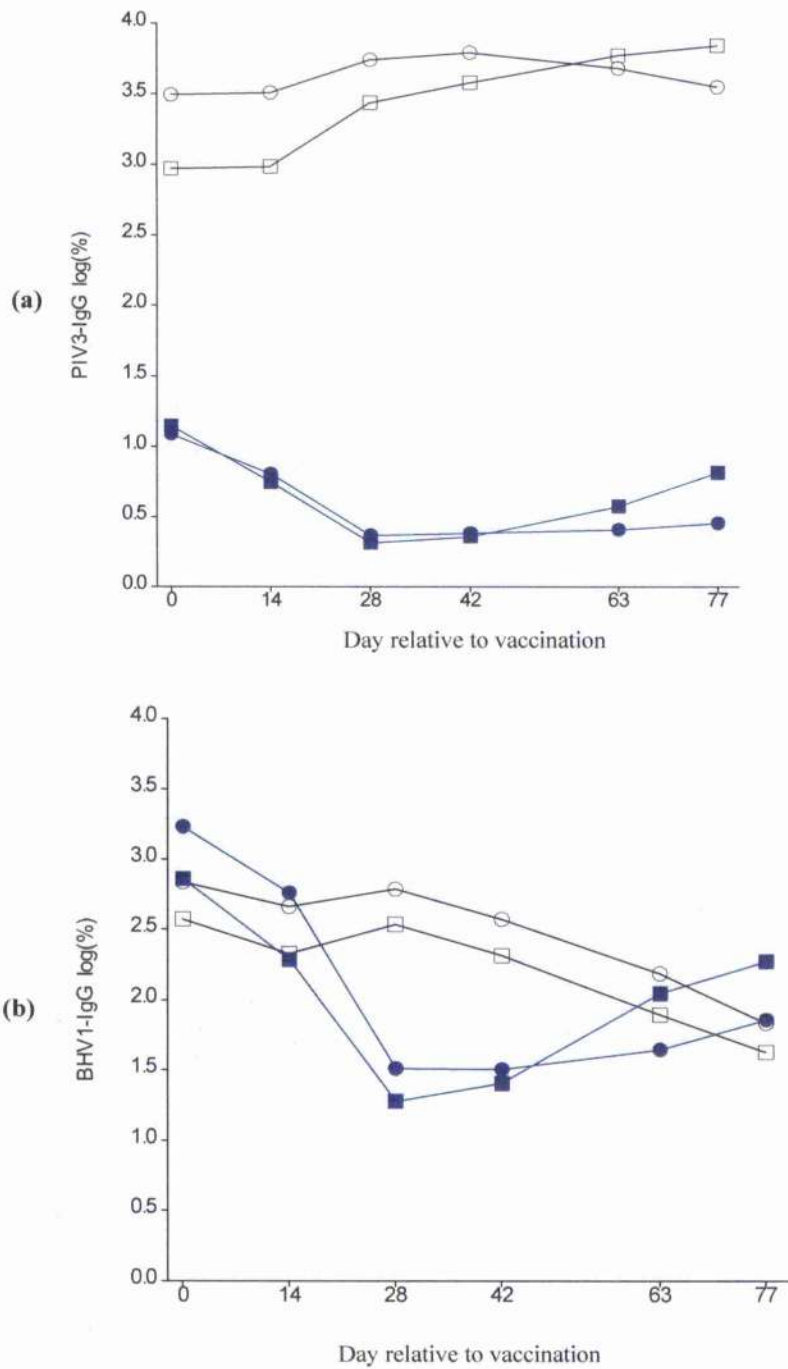 4.0
3.5
3.0
2.5
(a)
PIV3-IgG log(%)
2.0
1.5
1.0
0.5
0.0
0 14 28 42 63 77
Day relative to vaccination
4.0
3.5
3.0
2.5
(b)
BHV1-IgG log(%)
2.0
1.5
1.0
0.5
0.0
0 14 28 42 63 77
Day relative to vaccination